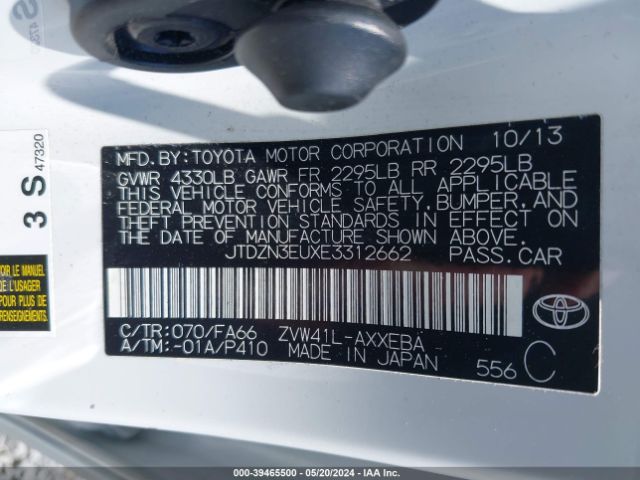 MFD. BY: TOYOTA MOTOR CORPORATION 10/13
GVWR 4330LB GAWR FR 2295LB RR 2295LB
THIS VEHICLE CONFORMS TO ALL APPLICABLE
FEDERAL MOTOR VEHICLE SAFETY, BUMPER, AND
THEFT PREVENTION STANDARDS IN EFFECT ON
THE DATE OF MANUFACTURE SHOWN ABOVE.
JTDZN3EUXE3312662 PASS. CAR
C/TR: 070/FA66 ZVW41L-AXXEBA
A/TM: -01A/P410 MADE IN JAPAN 556 C
3 S 47320
LE MANUEL
L'USAGER
000-39465500 - 05/20/2024 - IAA Inc.